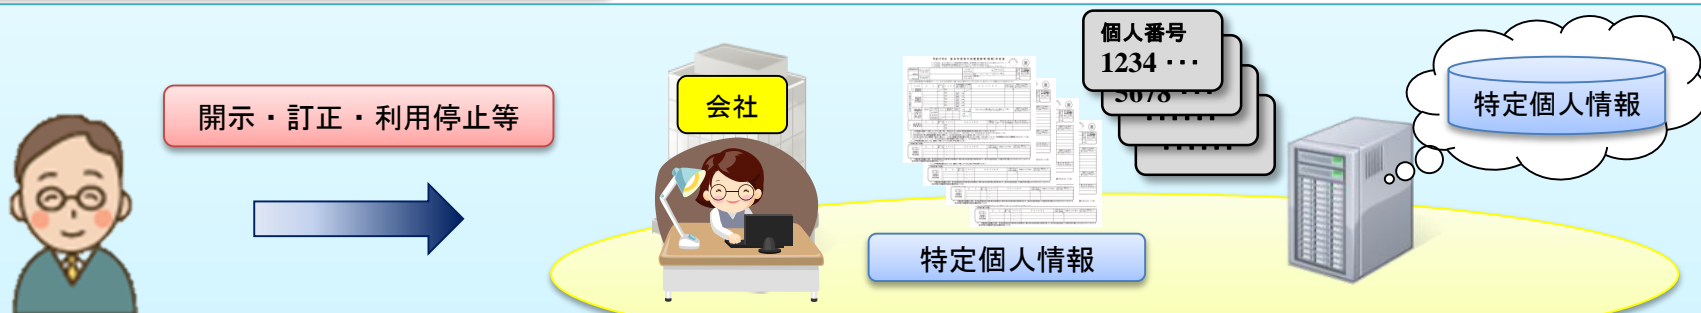 開示・訂正・利用停止等
会社
個人番号
1234 ・・・
5678 ・・・
・・・・・・
・・・・・・
特定個人情報
特定個人情報